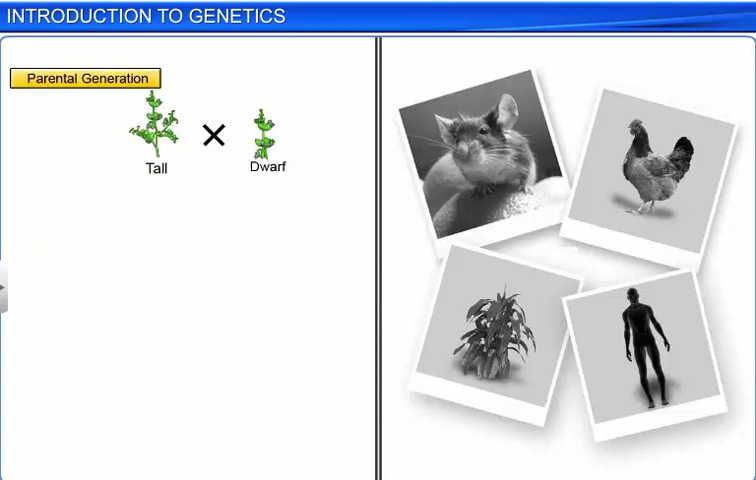 INTRODUCTION TO GENETICS
Parental Generation
Tall
Dwarf